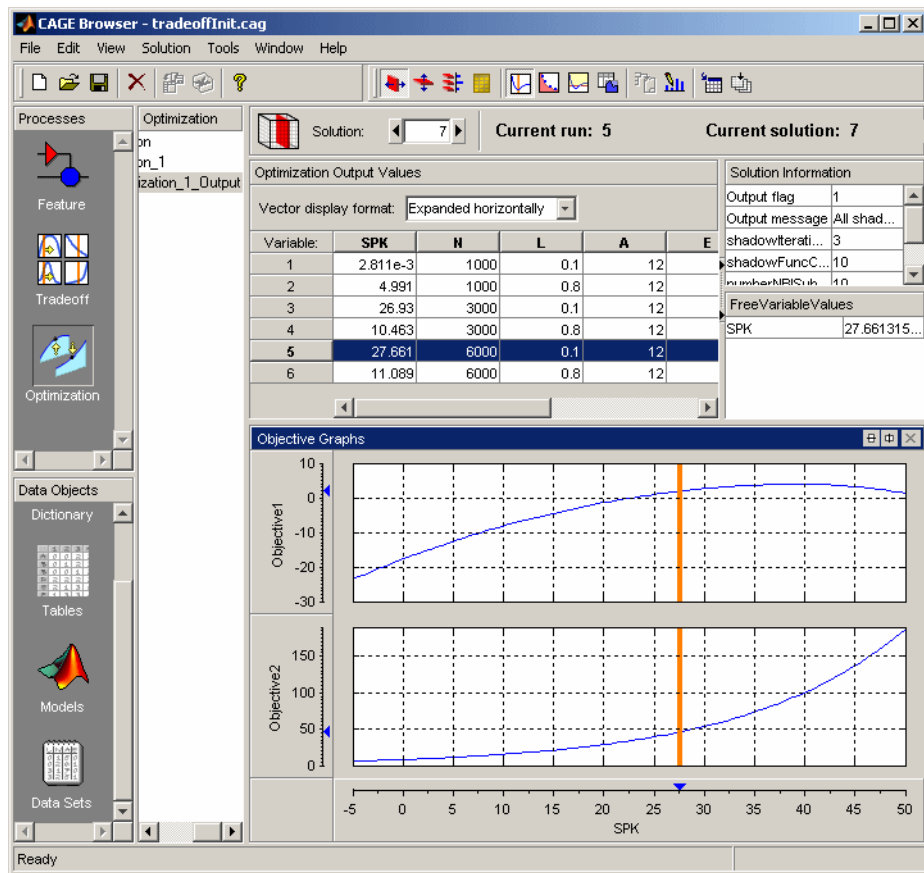 CAGE Browser - tradeoffInit.cag
File Edit View Solution Tools Window Help
Processes
Feature
Tradeoff
Optimization
Data Objects
Dictionary
Tables
Models
Data Sets
Optimization
on
on_1
ization_1_Output
Solution: 7 Current run: 5 Current solution: 7
Optimization Output Values
Vector display format: Expanded horizontally
Variable: SPK N L A E
1 2.811e-3 1000 0.1 12
2 4.991 1000 0.8 12
3 26.93 3000 0.1 12
4 10.463 3000 0.8 12
5 27.661 6000 0.1 12
6 11.089 6000 0.8 12
Solution Information
Output flag 1
Output message All shad...
shadowIterati... 3
shadowFuncC... 10
numberNBISub 10
FreeVariableValues
SPK 27.661315...
Objective Graphs
Objective1
10
0
-10
-20
-30
Objective2
150
100
50
0
-5 0 5 10 15 20 25 30 35 40 45 50
SPK
Ready